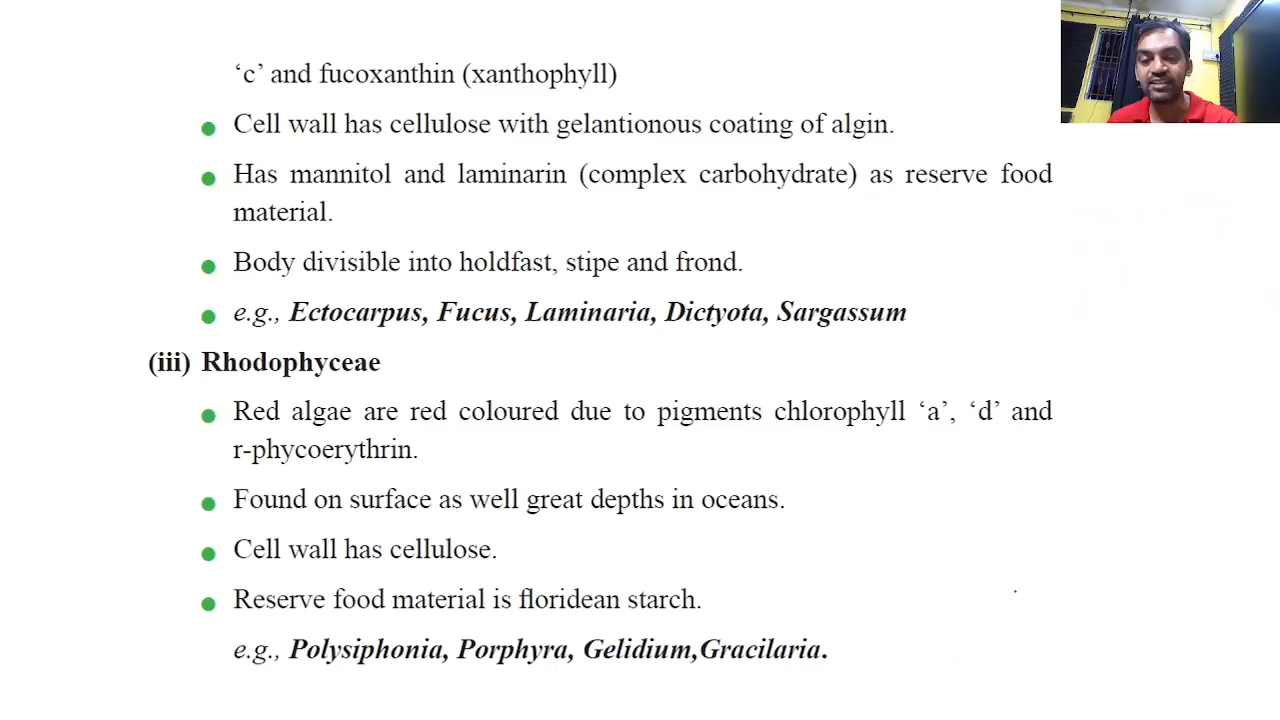 ‘c’ and fucoxanthin (xanthophyll)
● Cell wall has cellulose with gelantionous coating of algin.
● Has mannitol and laminarin (complex carbohydrate) as reserve food
material.
● Body divisible into holdfast, stipe and frond.
● e.g., Ectocarpus, Fucus, Laminaria, Dictyota, Sargassum
(iii) Rhodophyceae
● Red algae are red coloured due to pigments chlorophyll ‘a’, ‘d’ and
r-phycoerythrin.
● Found on surface as well great depths in oceans.
● Cell wall has cellulose.
● Reserve food material is floridean starch.
e.g., Polysiphonia, Porphyra, Gelidium,Gracilaria.